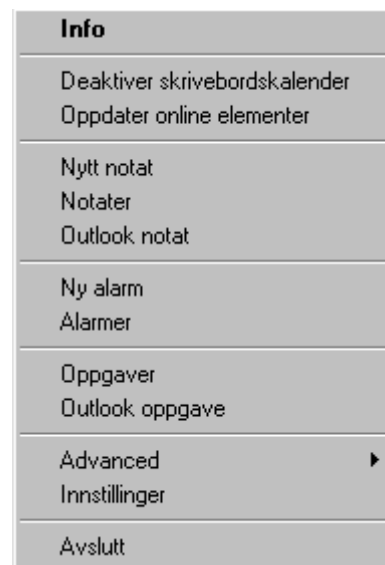 Info
Deaktiver skrivebordskalender
Oppdater online elementer
Nytt notat
Notater
Outlook notat
Ny alarm
Alarmer
Oppgaver
Outlook oppgave
Advanced
Innstillinger
Avslutt